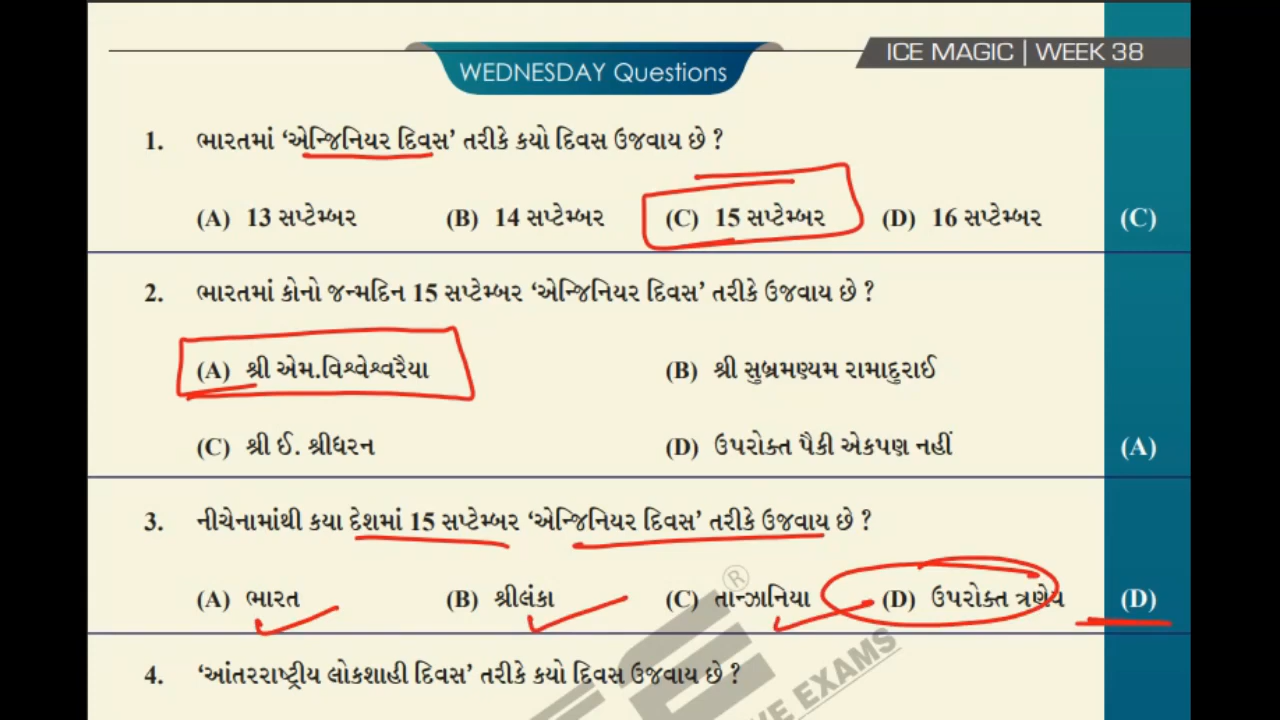 ICE MAGIC | WEEK 38
WEDNESDAY Questions
1. ભારતમાં ‘એન્જિનિયર દિવસ’ તરીકે કયો દિવસ ઉજવાય છે ?
(A) 13 સપ્ટેમ્બર (B) 14 સપ્ટેમ્બર (C) 15 સપ્ટેમ્બર (D) 16 સપ્ટેમ્બર (C)
2. ભારતમાં કોનો જન્મદિન 15 સપ્ટેમ્બર ‘એન્જિનિયર દિવસ’ તરીકે ઉજવાય છે ?
(A) શ્રી એમ.વિશ્વેશ્વરૈયા (B) શ્રી સુબ્રમણ્યમ રામાદુરાઈ
(C) શ્રી ઈ. શ્રીધરન (D) ઉપરોક્ત પૈકી એકપણ નહીં (A)
3. નીચેનામાંથી કયા દેશમાં 15 સપ્ટેમ્બર ‘એન્જિનિયર દિવસ’ તરીકે ઉજવાય છે ?
(A) ભારત (B) શ્રીલંકા (C) તાન્ઝાનિયા (D) ઉપરોક્ત ત્રણેય (D)
4. ‘આંતરરાષ્ટ્રીય લોકશાહી દિવસ’ તરીકે કયો દિવસ ઉજવાય છે ?
EXAMS